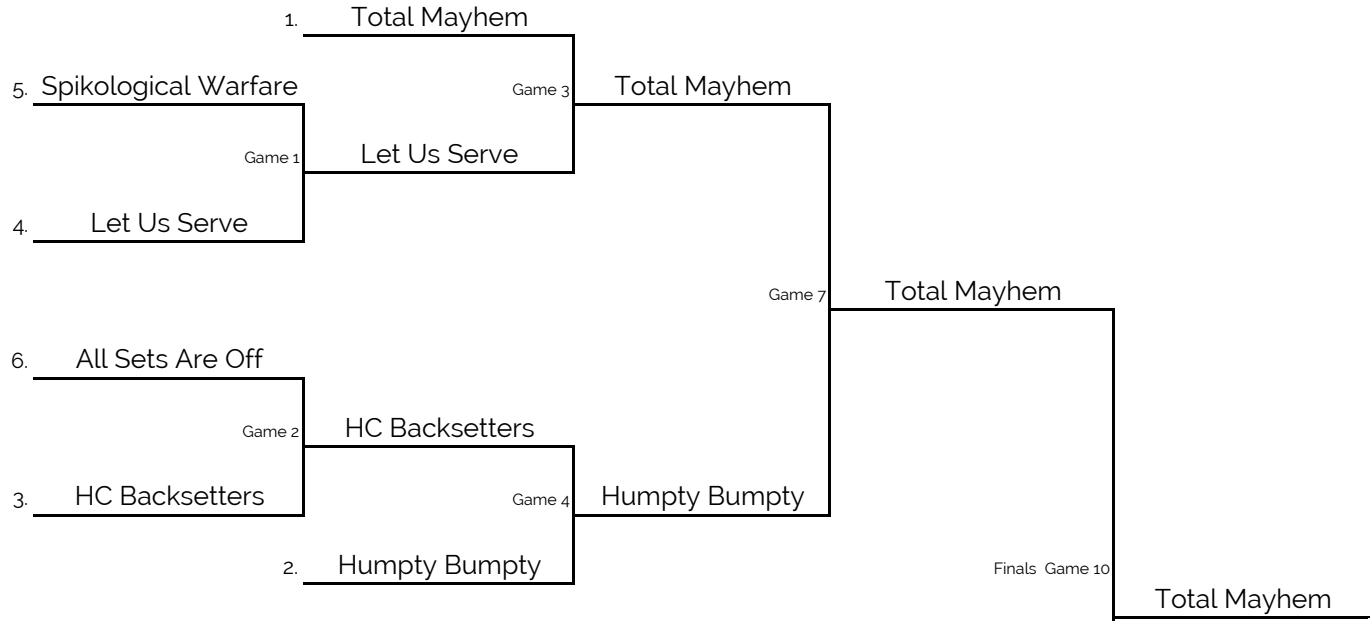 1. Total Mayhem
5. Spikological Warfare
Game 3
Total Mayhem
Game 1
Let Us Serve
4. Let Us Serve
Game 7
Total Mayhem
6. All Sets Are Off
Game 2
HC Backsetters
3. HC Backsetters
Game 4
Humpty Bumpty
2. Humpty Bumpty
Finals Game 10
Total Mayhem